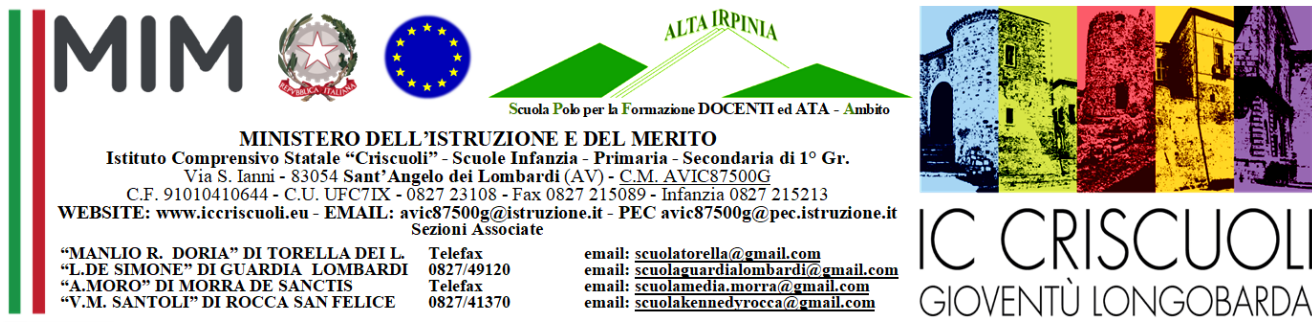 MIM
REPVBBLICA ITALIANA
ALTA IRPINIA
Scuola Polo per la Formazione DOCENTI ed ATA - Ambito
MINISTERO DELL'ISTRUZIONE E DEL MERITO
Istituto Comprensivo Statale “Criscuoli” - Scuole Infanzia - Primaria - Secondaria di 1° Gr.
Via S. Ianni - 83054 Sant'Angelo dei Lombardi (AV) - C.M. AVIC87500G
C.F. 91010410644 - C.U. UFC7IX - 0827 23108 - Fax 0827 215089 - Infanzia 0827 215213
WEBSITE: www.iccriscuoli.eu - EMAIL: avic87500g@istruzione.it - PEC avic87500g@pec.istruzione.it
Sezioni Associate
“MANLIO R. DORIA” DI TORELLA DEI L. Telefax email: scuolatorella@gmail.com
“L.DE SIMONE” DI GUARDIA LOMBARDI 0827/49120 email: scuolaguardialombardi@gmail.com
“A.MORO” DI MORRA DE SANCTIS Telefax email: scuolamedia.morra@gmail.com
“V.M. SANTOLI” DI ROCCA SAN FELICE 0827/41370 email: scuolakennedyrocca@gmail.com
IC CRISCUOLI
GIOVENTÙ LONGOBARDA